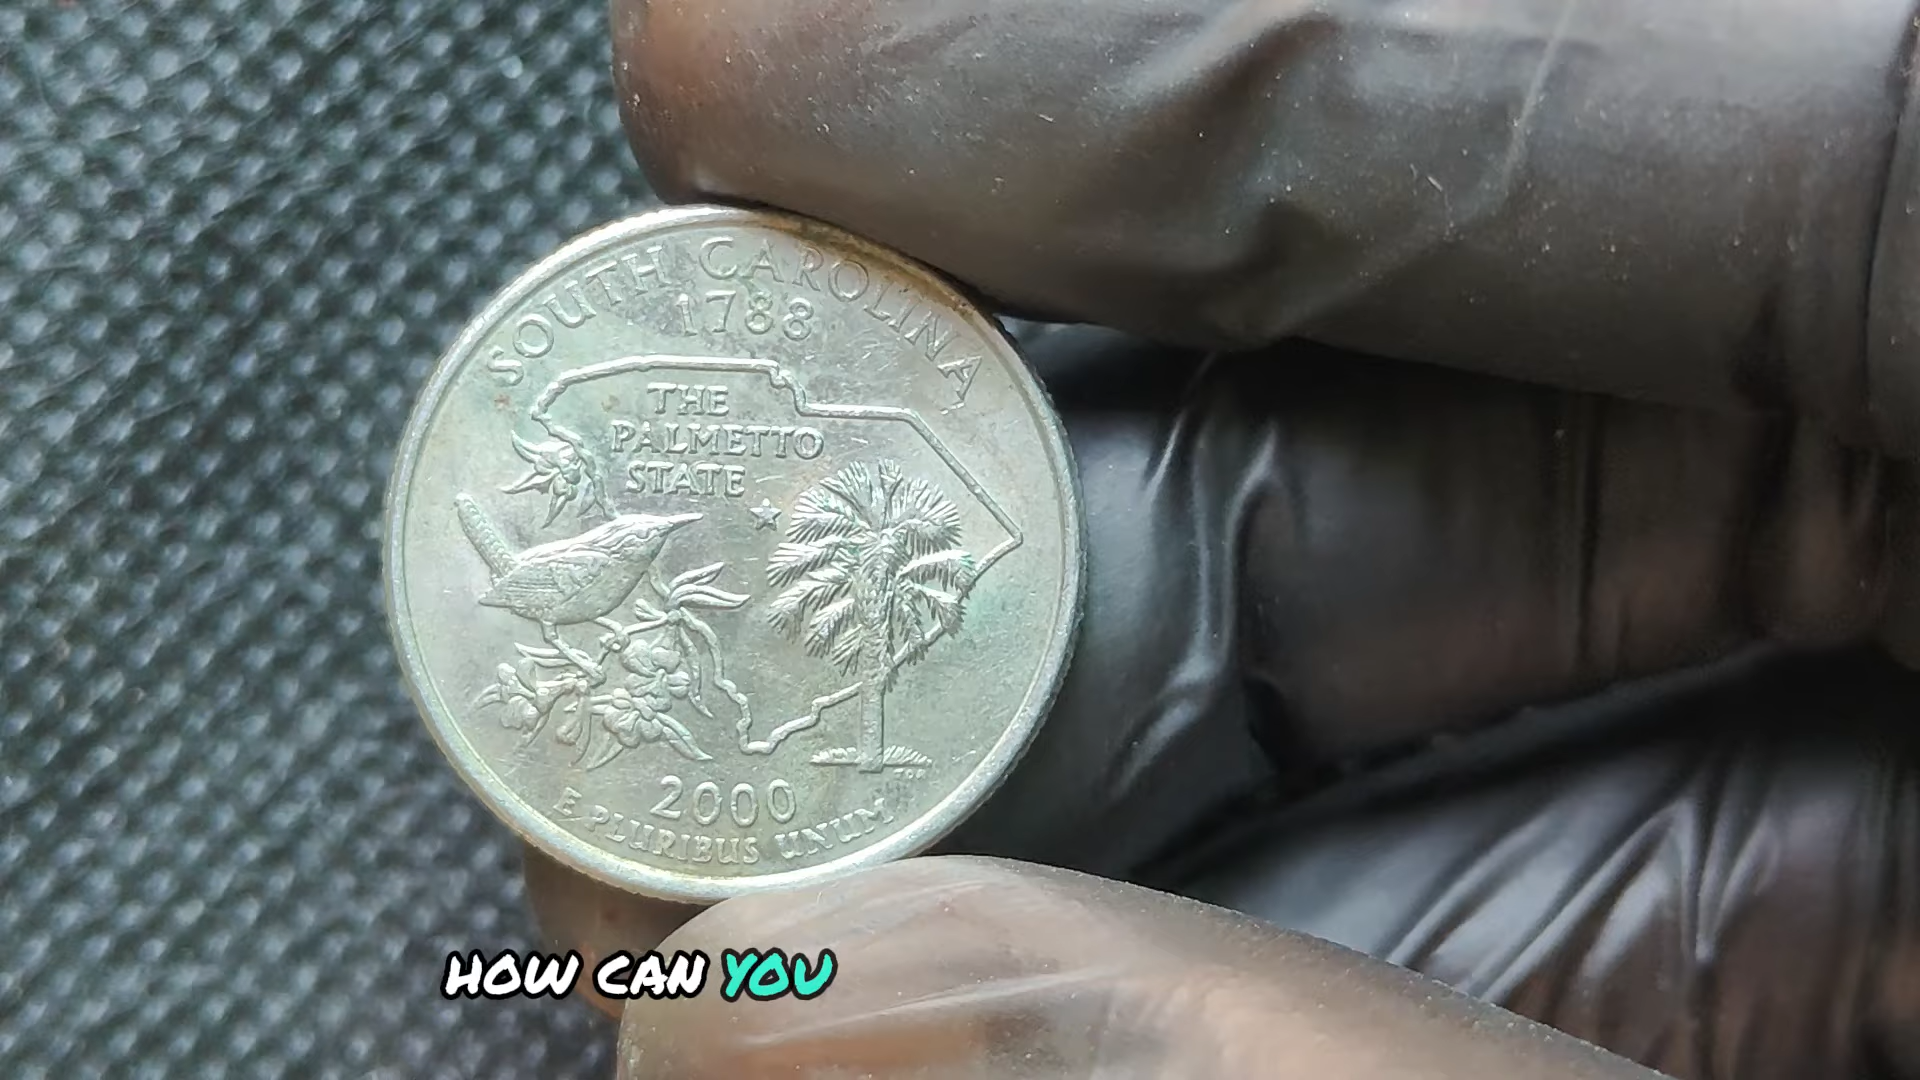 SOUTH CAROLINA
1788
THE
PALMETTO
STATE
2000
E PLURIBUS UNUM
HOW CAN YOU